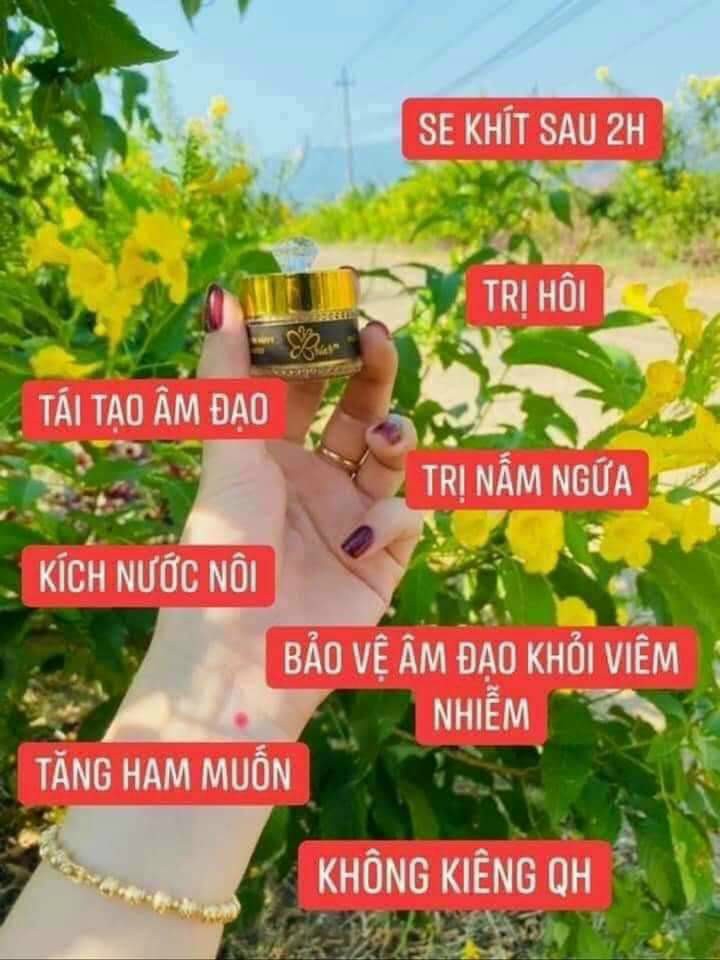 SE KHÍT SAU 2H
TRỊ HÔI
TÁI TẠO ÂM ĐẠO
TRỊ NẤM NGỨA
KÍCH NƯỚC NÔI
BẢO VỆ ÂM ĐẠO KHỎI VIÊM
NHIỄM
TĂNG HAM MUỐN
KHÔNG KIÊNG QH